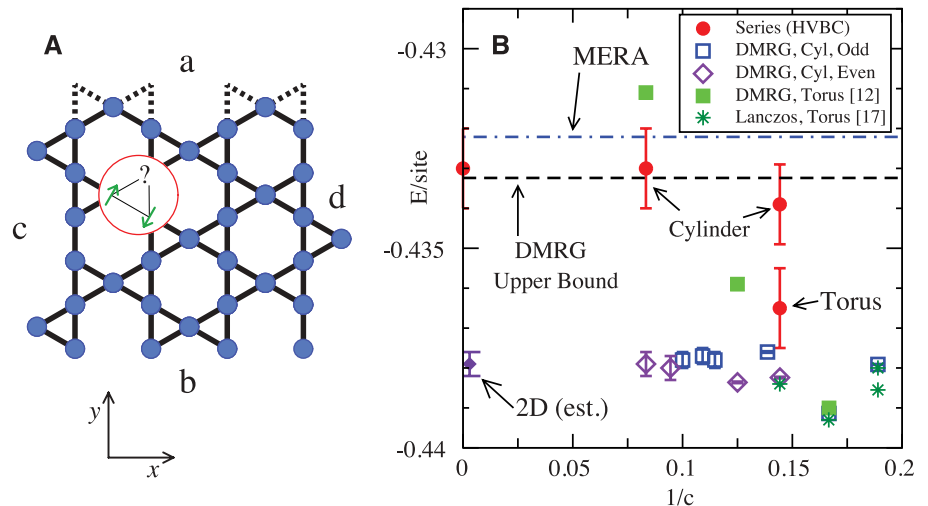 A
a
?
c
d
b
y
x
B
Series (HVBC)
DMRG, Cyl, Odd
DMRG, Cyl, Even
DMRG, Torus [12]
Lanczos, Torus [17]
MERA
DMRG
Upper Bound
Cylinder
Torus
2D (est.)
E/site
-0.43
-0.435
-0.44
0
0.05
0.1
0.15
0.2
1/c